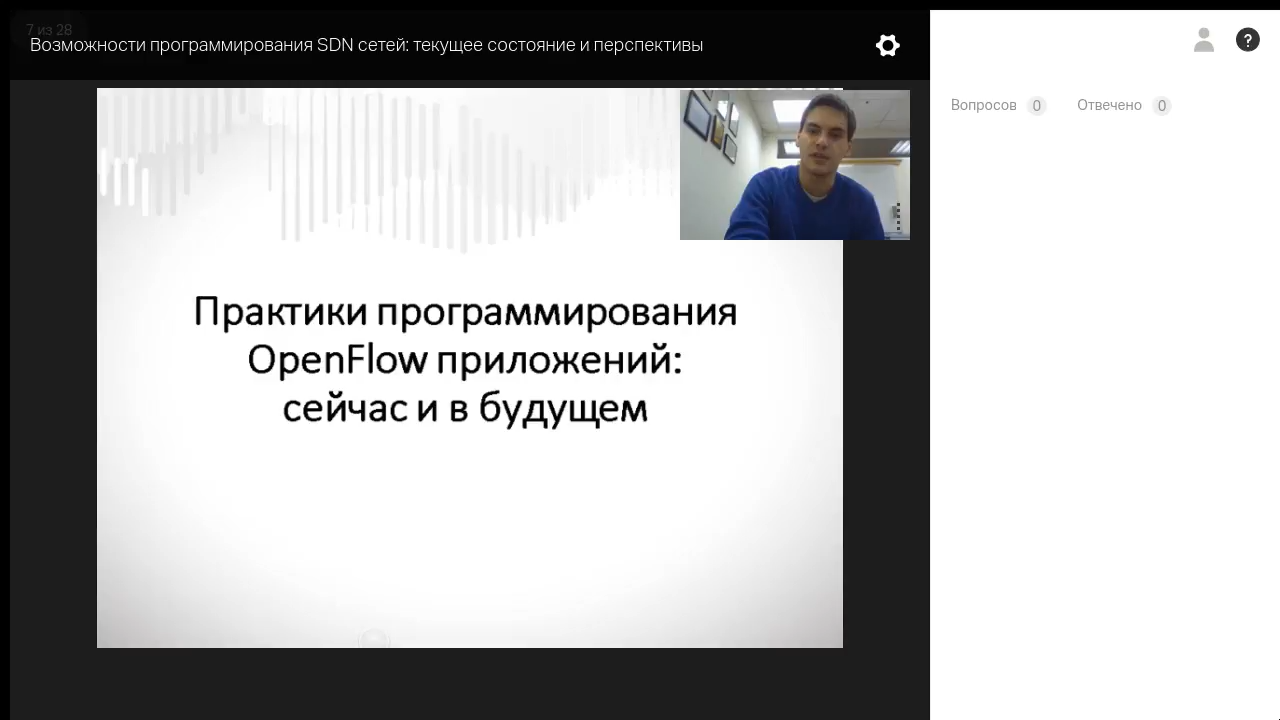 7 из 28
Возможности программирования SDN сетей: текущее состояние и перспективы
Вопросов 0 Отвечено 0
Практики программирования
OpenFlow приложений:
сейчас и в будущем